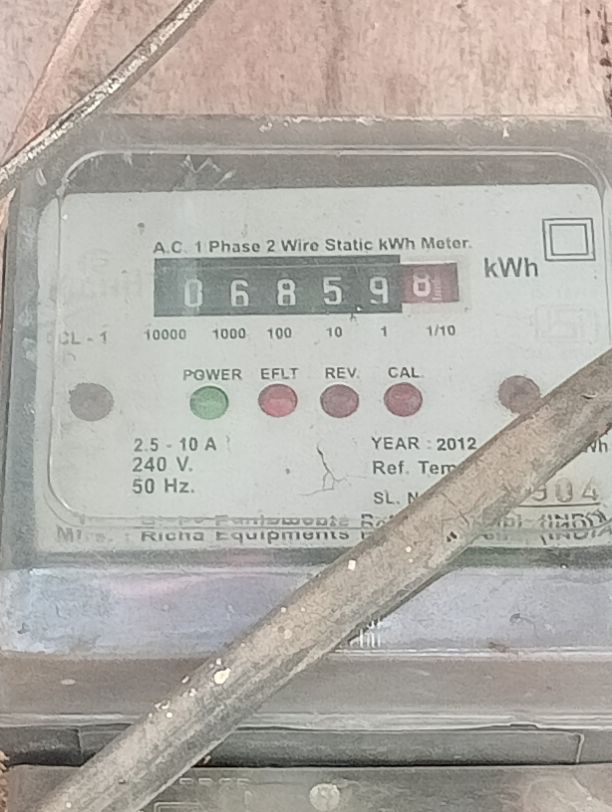 A.C. 1 Phase 2 Wire Static kWh Meter.
0 6 8 5 9 8 kWh
CL - 1 10000 1000 100 10 1 1/10
POWER EFLT REV. CAL.
2.5 - 10 A YEAR : 2012
240 V. Ref.
50 Hz. SL. 904
: Richa Equipments (INDIA